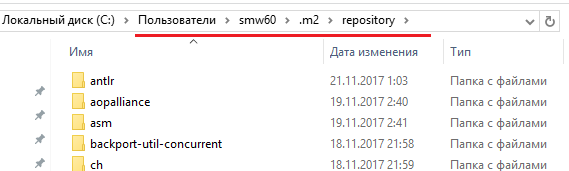 Локальный диск (C:) > Пользователи > smw60 > .m2 > repository >
Имя Дата изменения Тип
antlr 21.11.2017 1:03 Папка с файлами
aopalliance 19.11.2017 2:40 Папка с файлами
asm 19.11.2017 2:41 Папка с файлами
backport-util-concurrent 18.11.2017 21:58 Папка с файлами
ch 18.11.2017 21:59 Папка с файлами